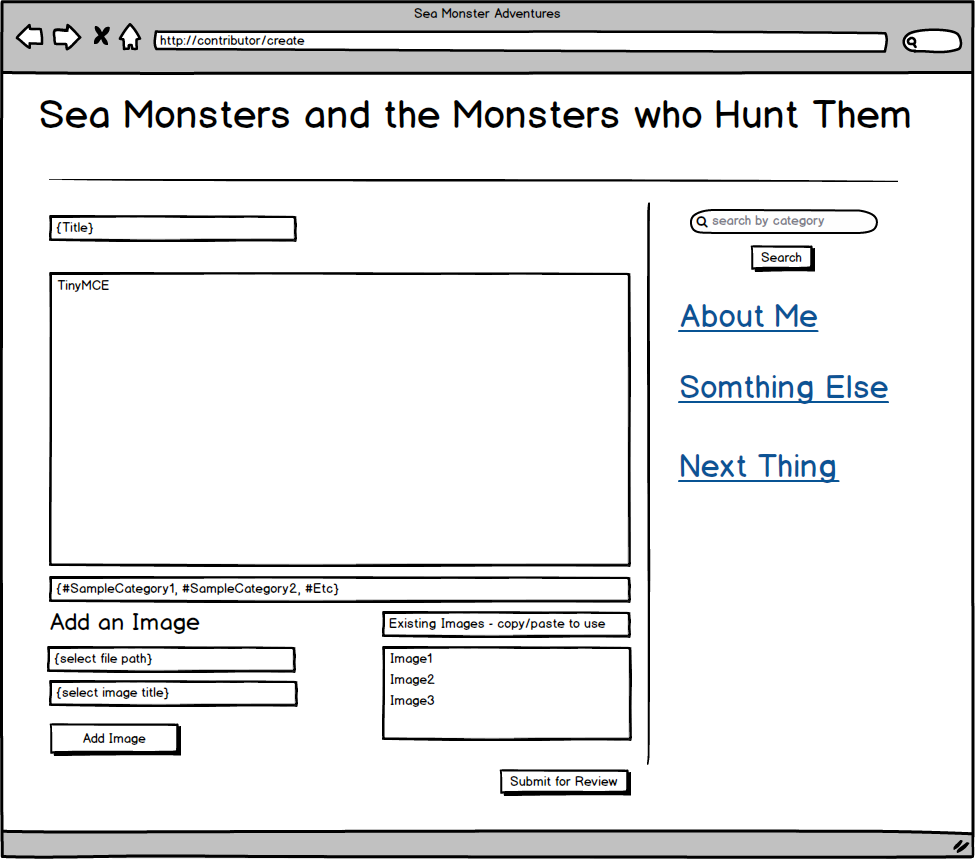 Sea Monster Adventures
http://contributor/create
Sea Monsters and the Monsters who Hunt Them
{Title}
TinyMCE
{#SampleCategory1, #SampleCategory2, #Etc}
Add an Image
{select file path}
{select image title}
Add Image
Existing Images - copy/paste to use
Image1
Image2
Image3
Submit for Review
search by category
Search
About Me
Somthing Else
Next Thing